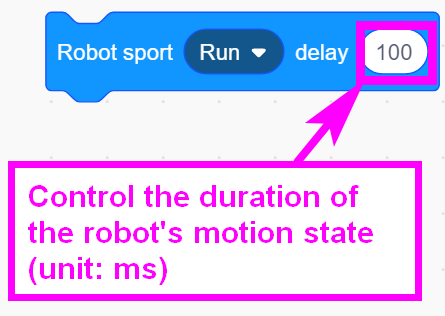 Robot sport Run delay 100
Control the duration of
the robot's motion state
(unit: ms)